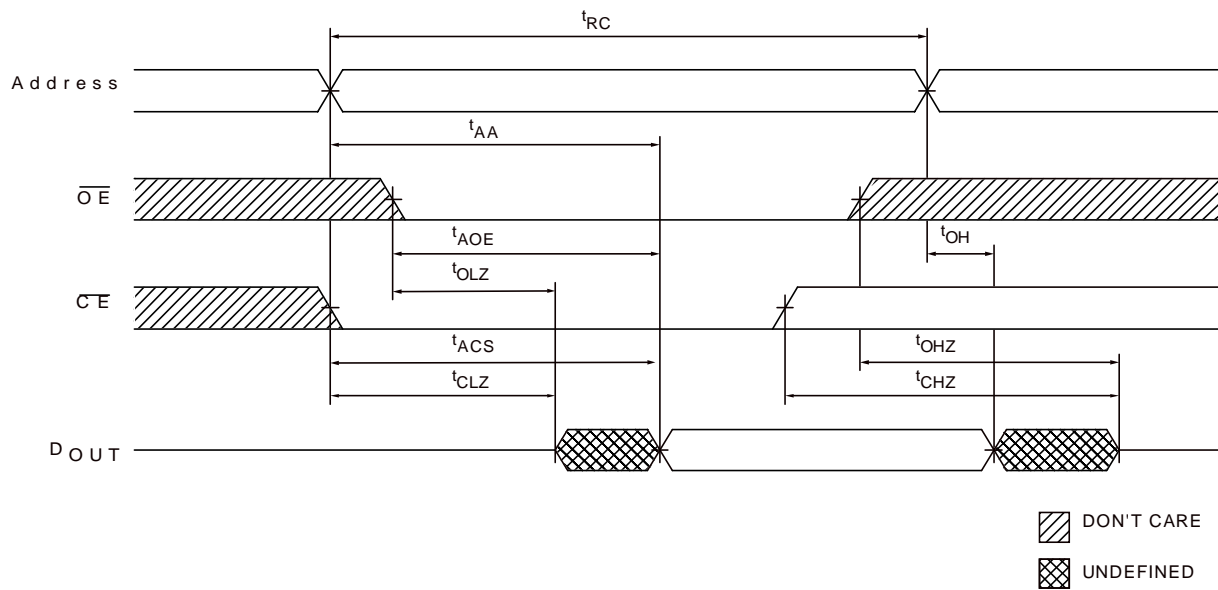 tRC
Address
tAA
OE
tAOE
tOH
tOLZ
CE
tACS
tOHZ
tCLZ
tCHZ
DOUT
DON'T CARE
UNDEFINED